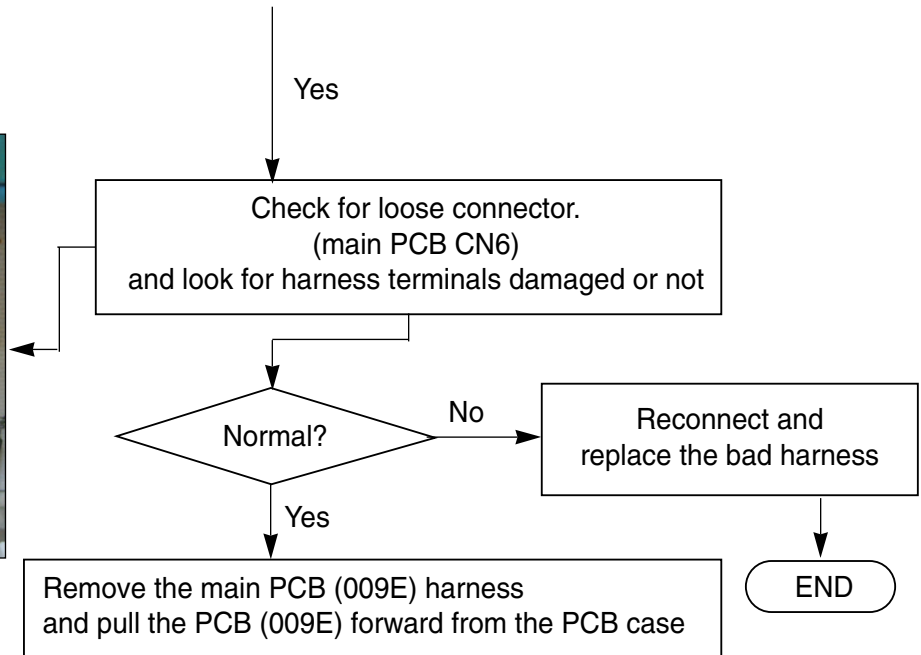 Yes
Check for loose connector.
(main PCB CN6)
and look for harness terminals damaged or not
Normal?
No
Reconnect and
replace the bad harness
Yes
END
Remove the main PCB (009E) harness
and pull the PCB (009E) forward from the PCB case